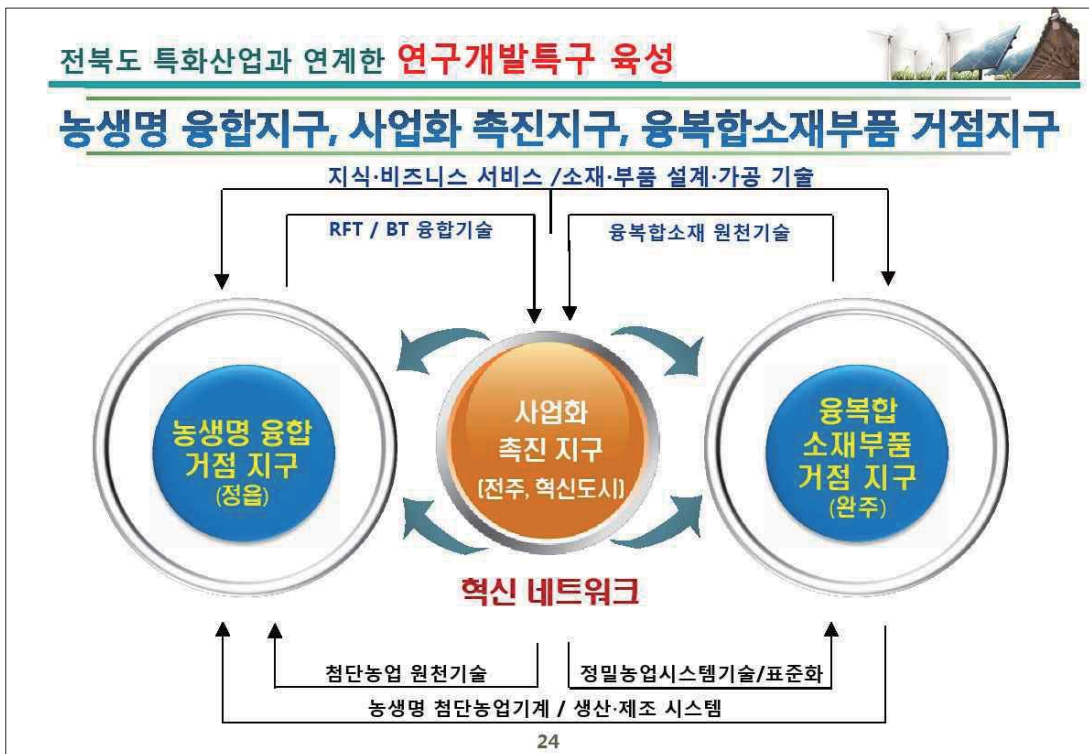 전북도 특화산업과 연계한 연구개발특구 육성
농생명 융합지구, 사업화 촉진지구, 융복합소재부품 거점지구
지식·비즈니스 서비스 /소재·부품 설계·가공 기술
RFT / BT 융합기술
융복합소재 원천기술
농생명 융합
거점 지구
(정읍)
사업화
촉진 지구
(전주, 혁신도시)
융복합
소재부품
거점 지구
(완주)
혁신 네트워크
첨단농업 원천기술
정밀농업시스템기술/표준화
농생명 첨단농업기계 / 생산·제조 시스템
24